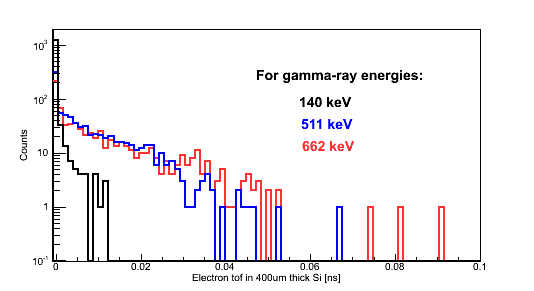 For gamma-ray energies:
140 keV
511 keV
662 keV
Counts
10³
10²
10
1
10⁻¹
0 0.02 0.04 0.06 0.08 0.1
Electron tof in 400um thick Si [ns]